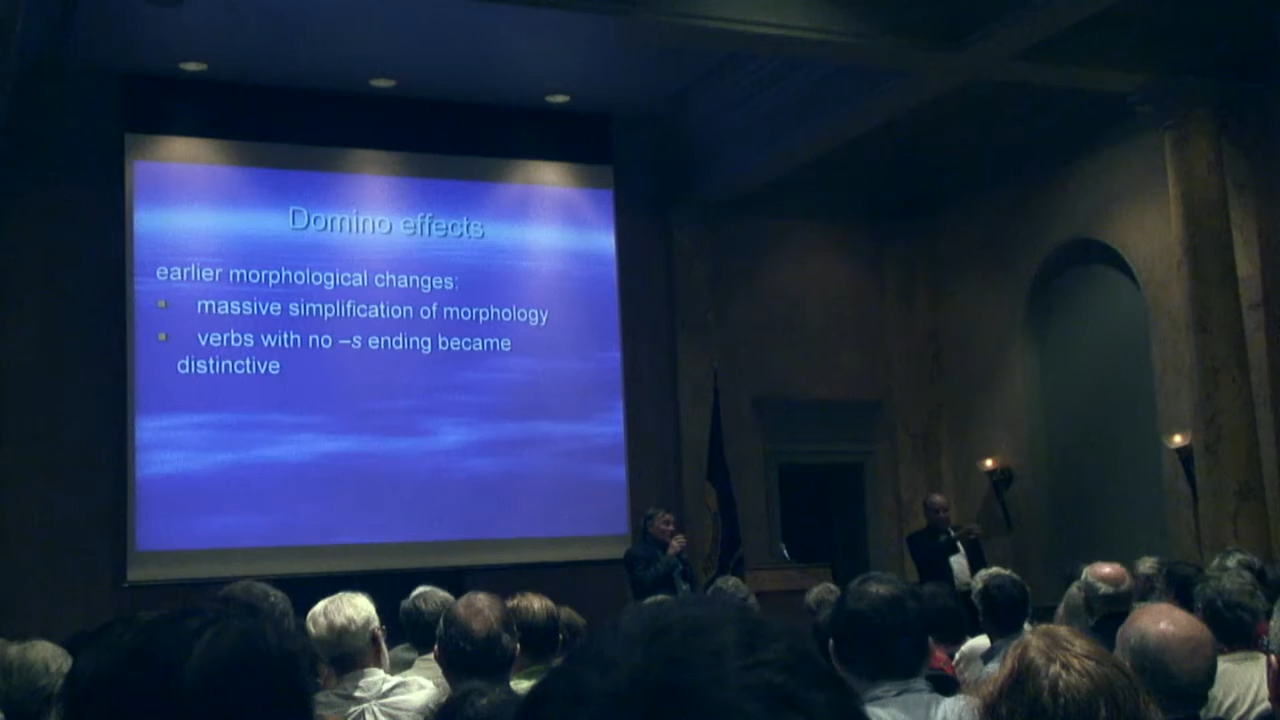 Domino effects
earlier morphological changes:
massive simplification of morphology
verbs with no –s ending became
distinctive